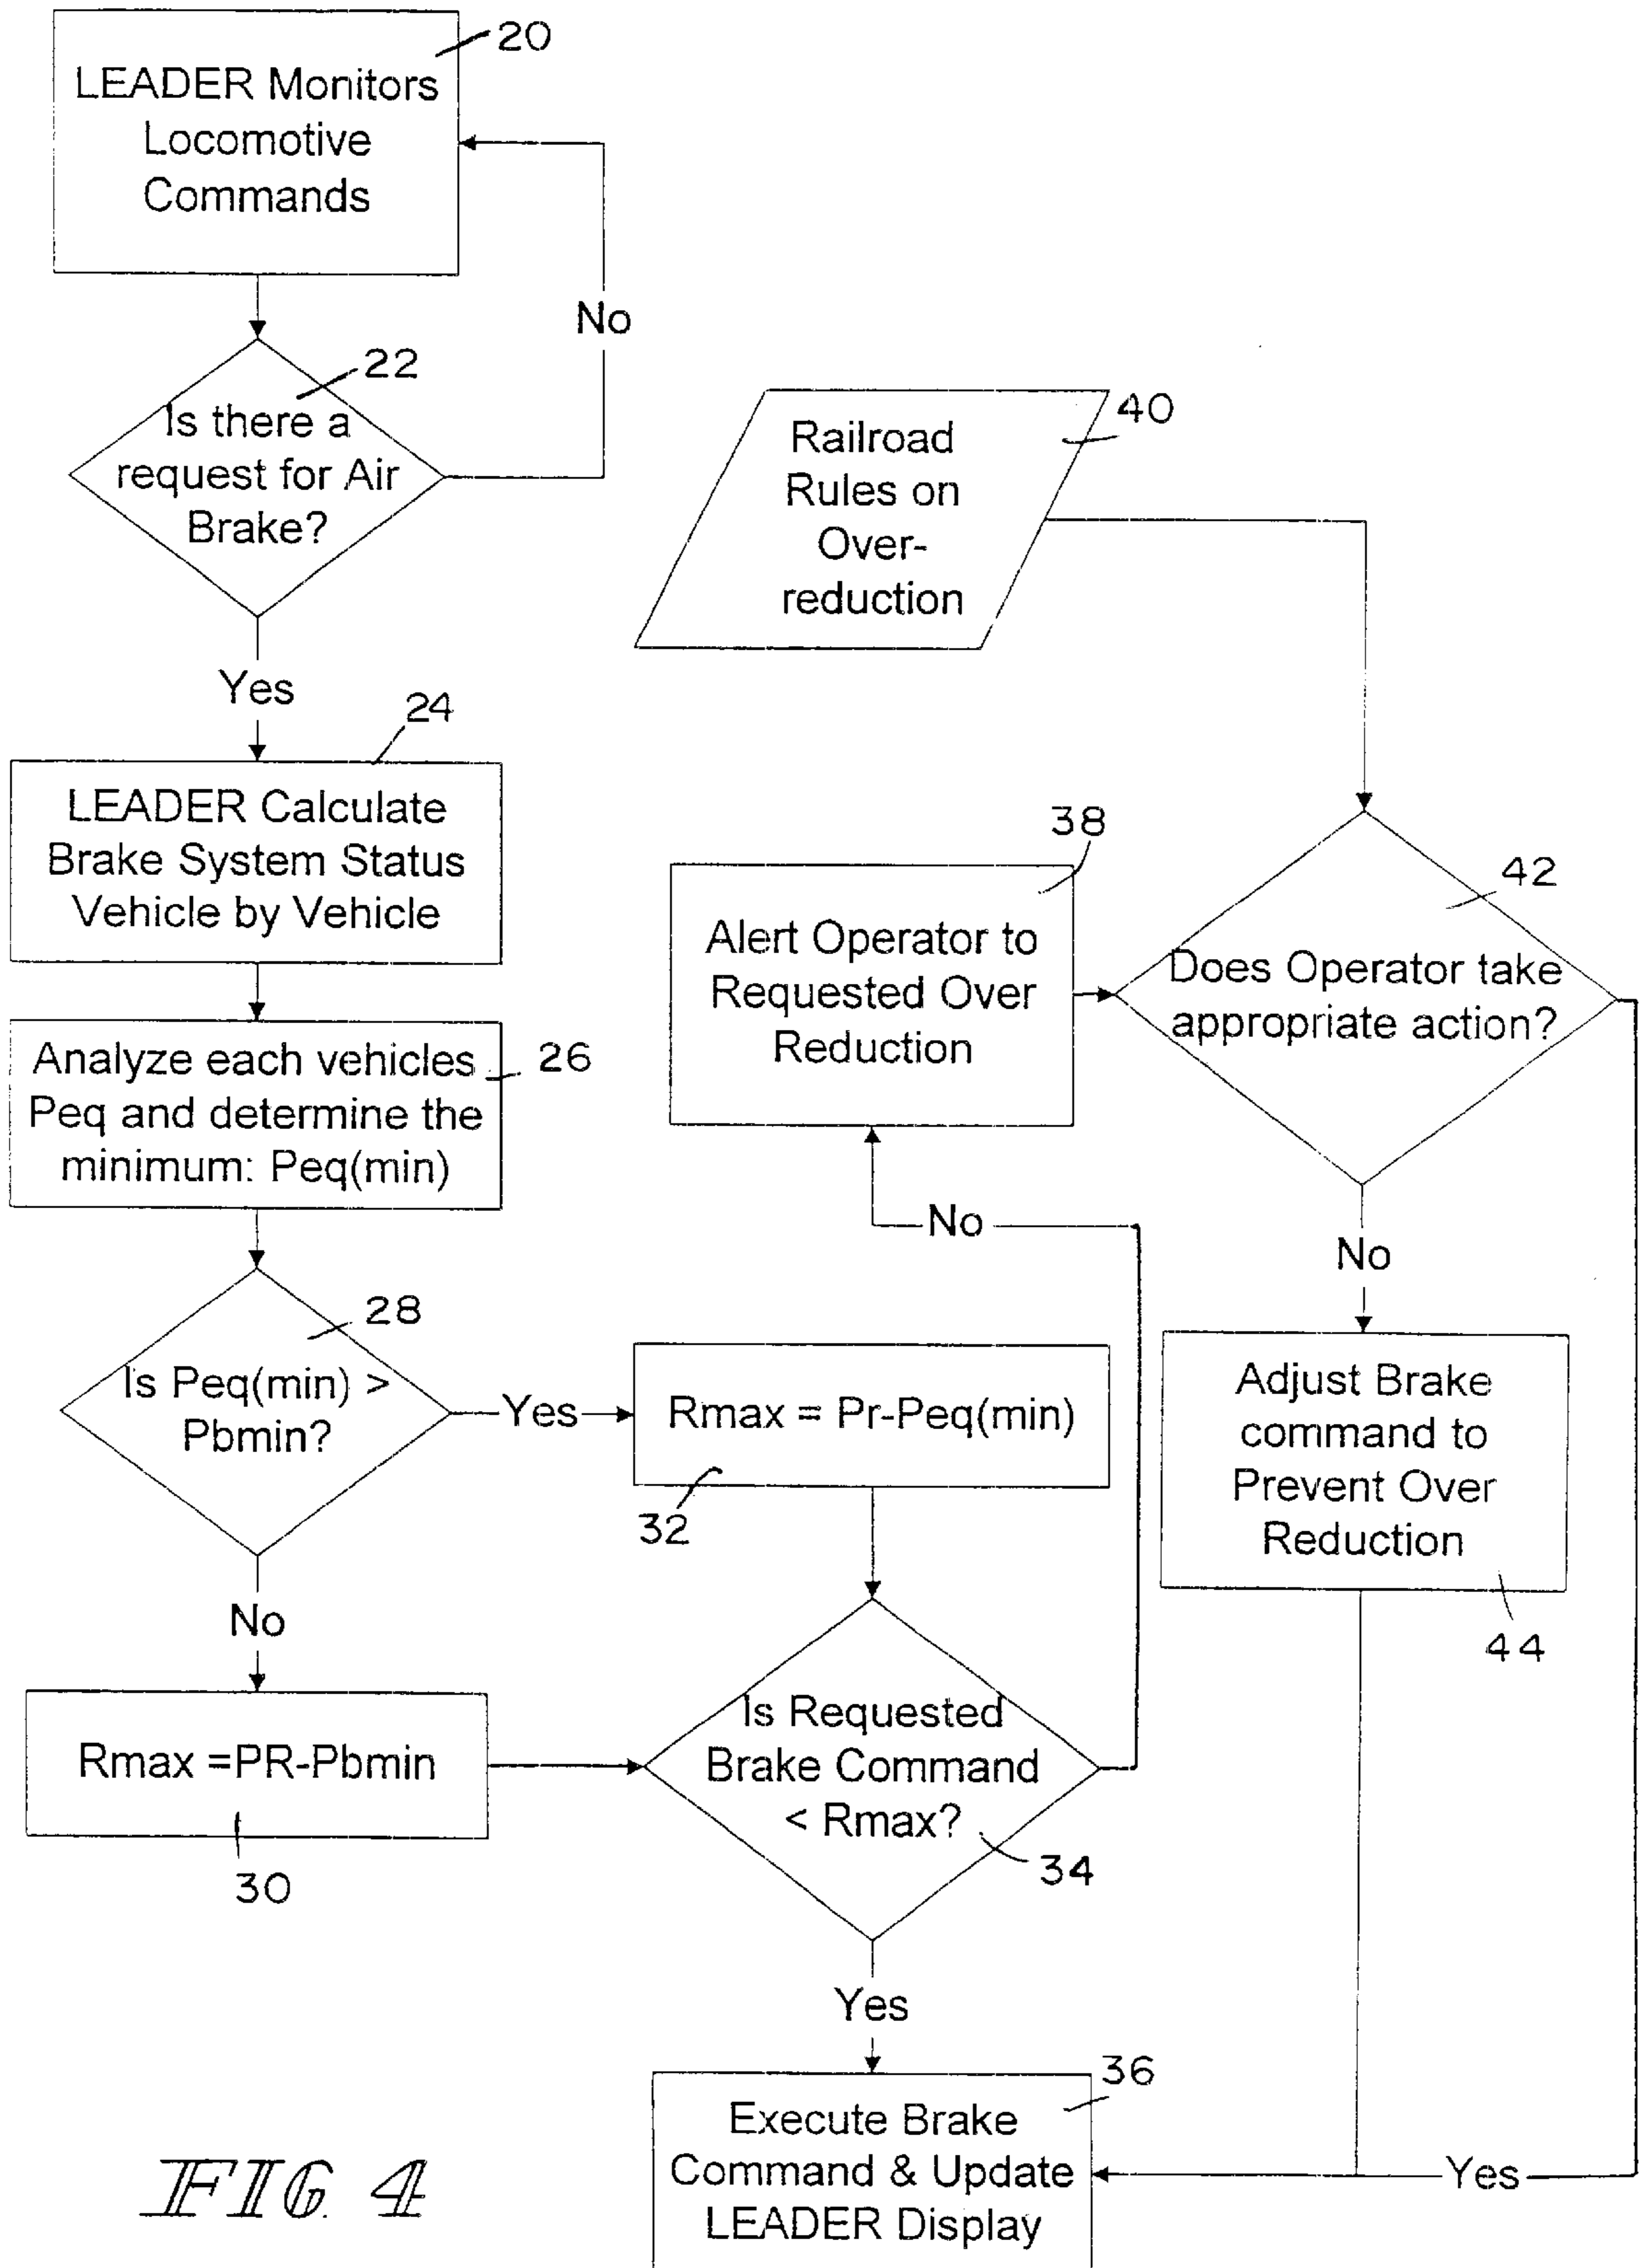 20
LEADER Monitors
Locomotive
Commands
No
22
Is there a
request for Air
Brake?
Yes
24
LEADER Calculate
Brake System Status
Vehicle by Vehicle
26
Analyze each vehicles
Peq and determine the
minimum: Peq(min)
28
Is Peq(min) >
Pbmin?
Yes
Rmax = Pr-Peq(min)
32
No
Rmax =PR-Pbmin
30
Is Requested
Brake Command
< Rmax?
34
No
Yes
38
Alert Operator to
Requested Over
Reduction
40
Railroad
Rules on
Over-
reduction
42
Does Operator take
appropriate action?
No
Adjust Brake
command to
Prevent Over
Reduction
44
Yes
36
Execute Brake
Command & Update
LEADER Display
FIG. 4